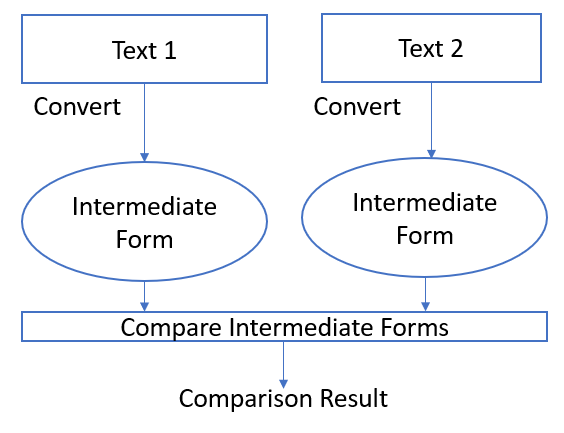 Text 1
Text 2
Convert
Convert
Intermediate
Form
Intermediate
Form
Compare Intermediate Forms
Comparison Result